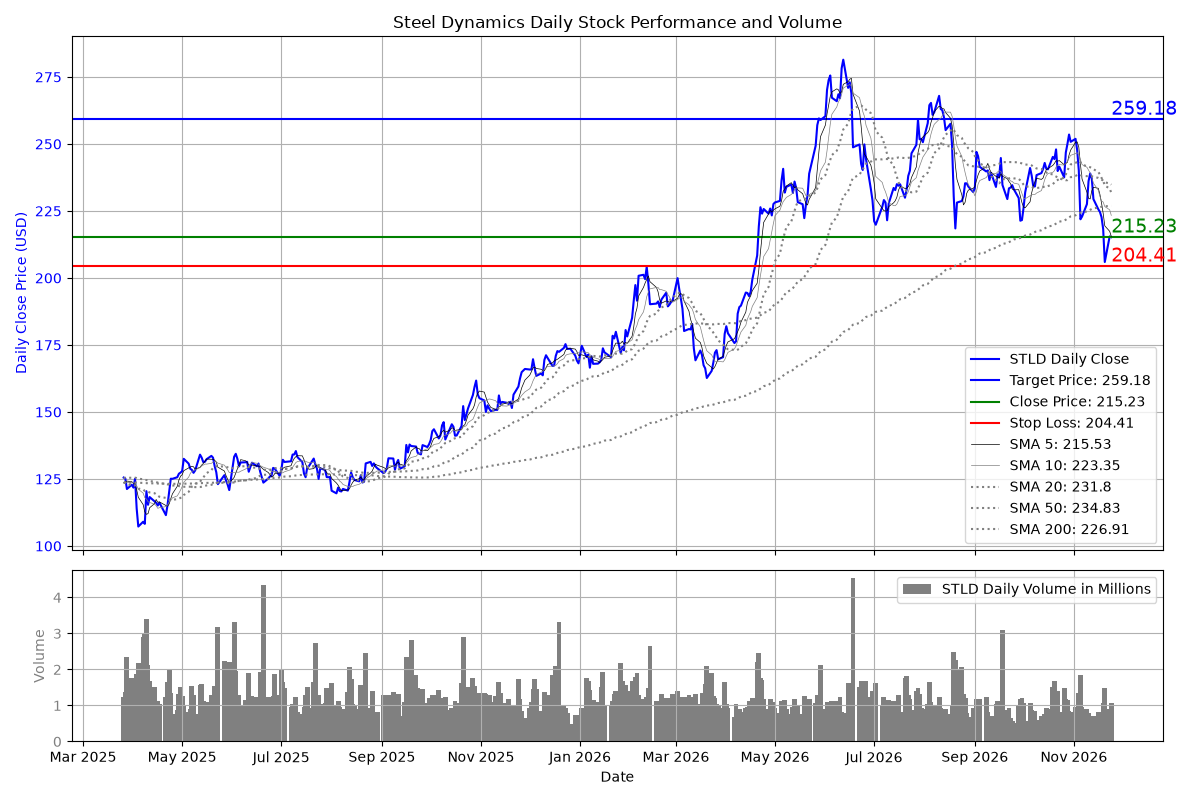 Steel Dynamics Daily Stock Performance and Volume
Daily Close Price (USD)
275
250
225
200
175
150
125
100
259.18
215.23
204.41
STLD Daily Close
Target Price: 259.18
Close Price: 215.23
Stop Loss: 204.41
SMA 5: 215.53
SMA 10: 223.35
SMA 20: 231.8
SMA 50: 234.83
SMA 200: 226.91
Volume
4
3
2
1
0
STLD Daily Volume in Millions
Mar 2025 May 2025 Jul 2025 Sep 2025 Nov 2025 Jan 2026 Mar 2026 May 2026 Jul 2026 Sep 2026 Nov 2026
Date